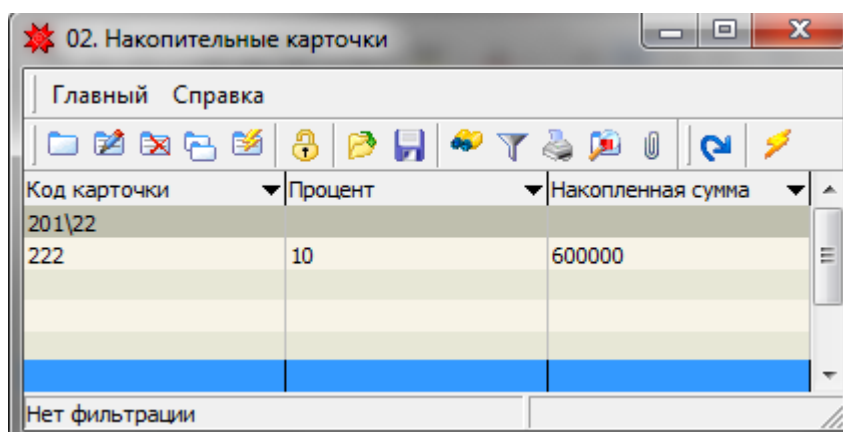 02. Накопительные карточки
Главный Справка
Код карточки Процент Накопленная сумма
201\22
222 10 600000
Нет фильтрации